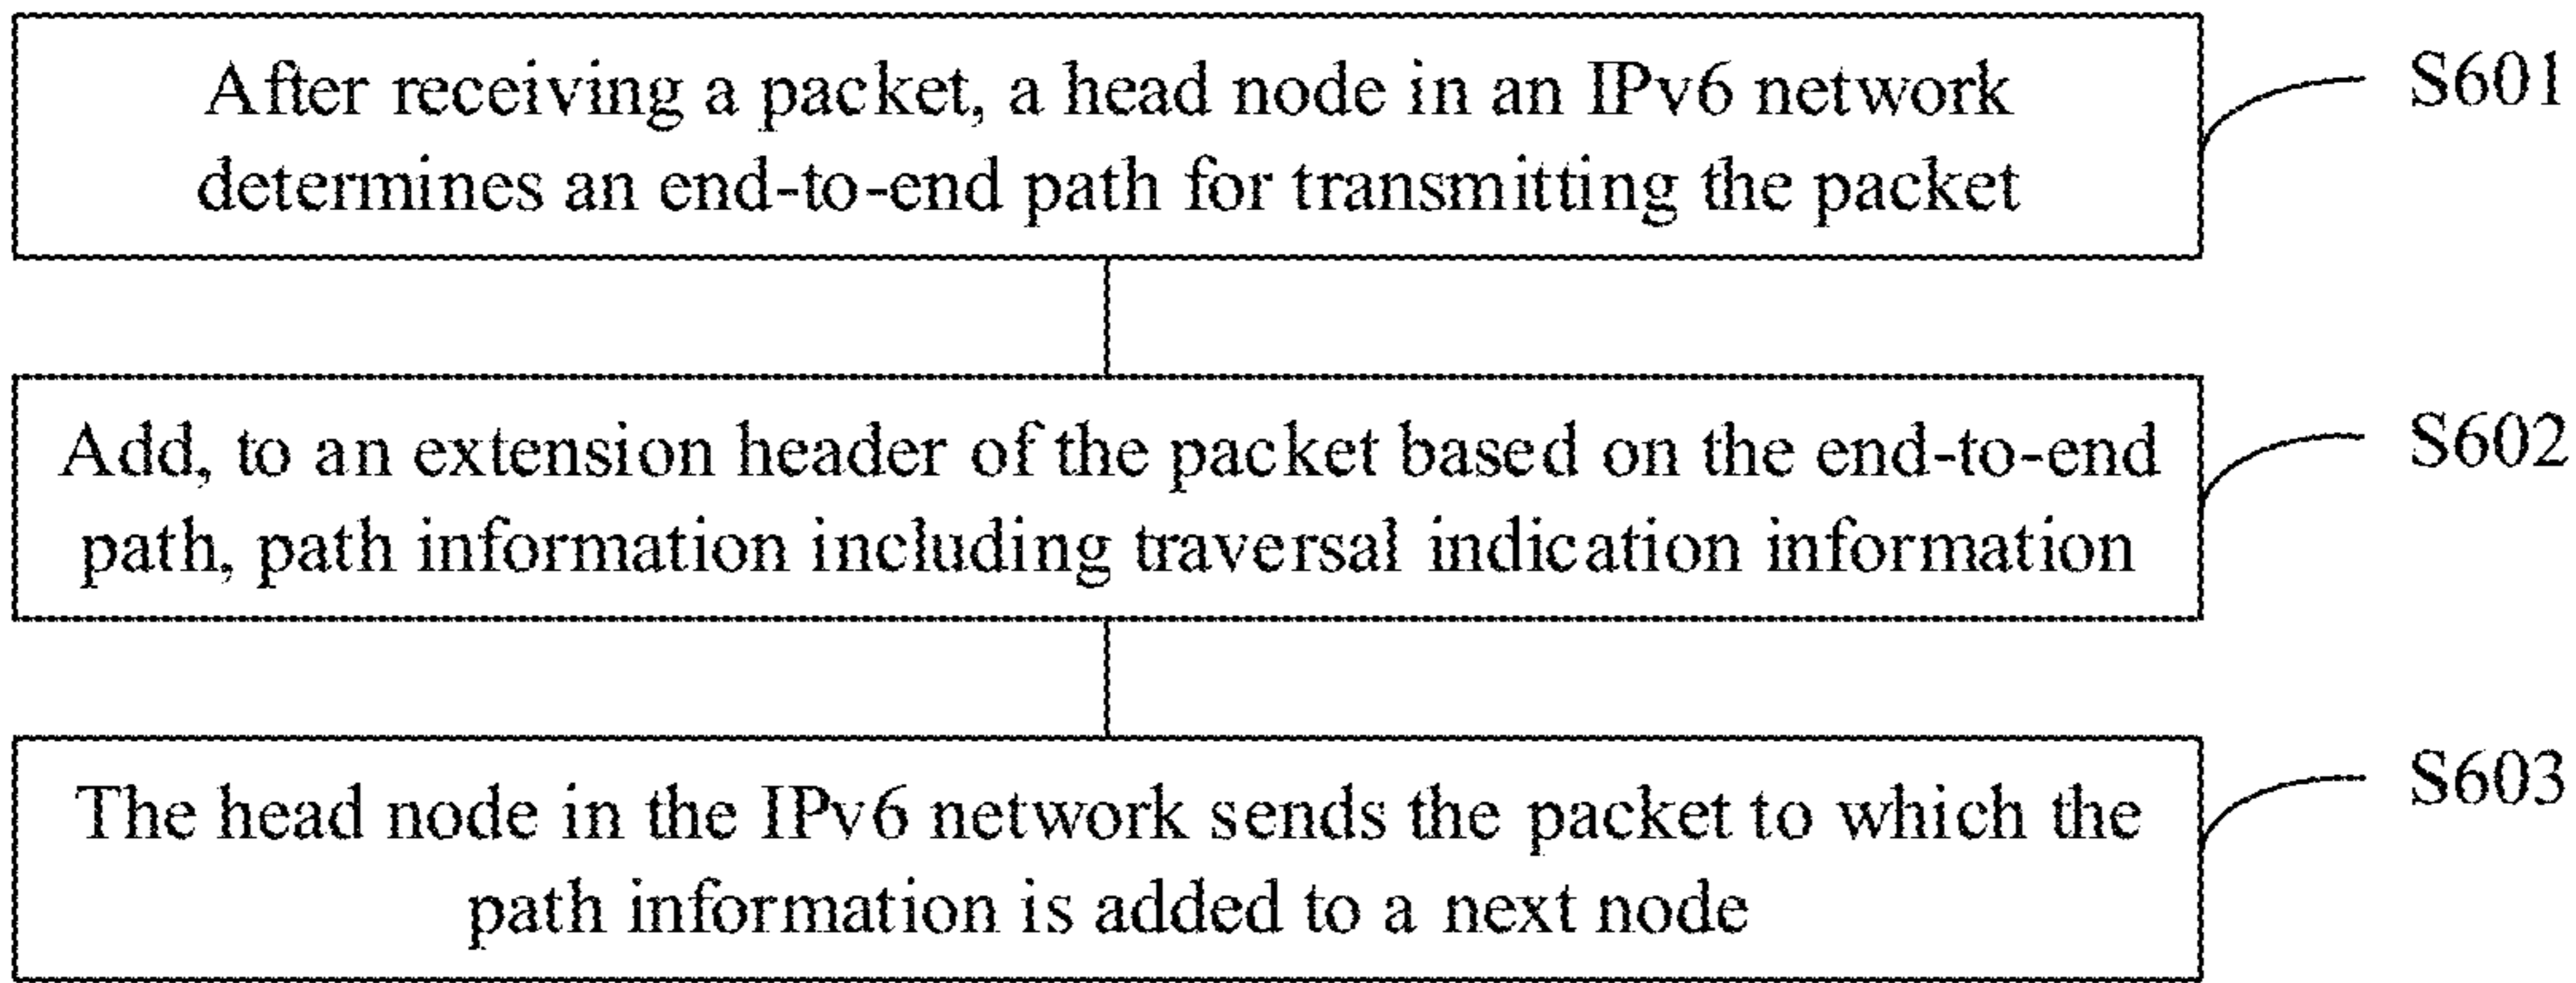 After receiving a packet, a head node in an IPv6 network
determines an end-to-end path for transmitting the packet
S601
Add, to an extension header of the packet based on the end-to-end
path, path information including traversal indication information
S602
The head node in the IPv6 network sends the packet to which the
path information is added to a next node
S603